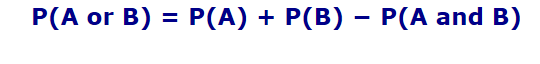 P(A or B) = P(A) + P(B) − P(A and B)